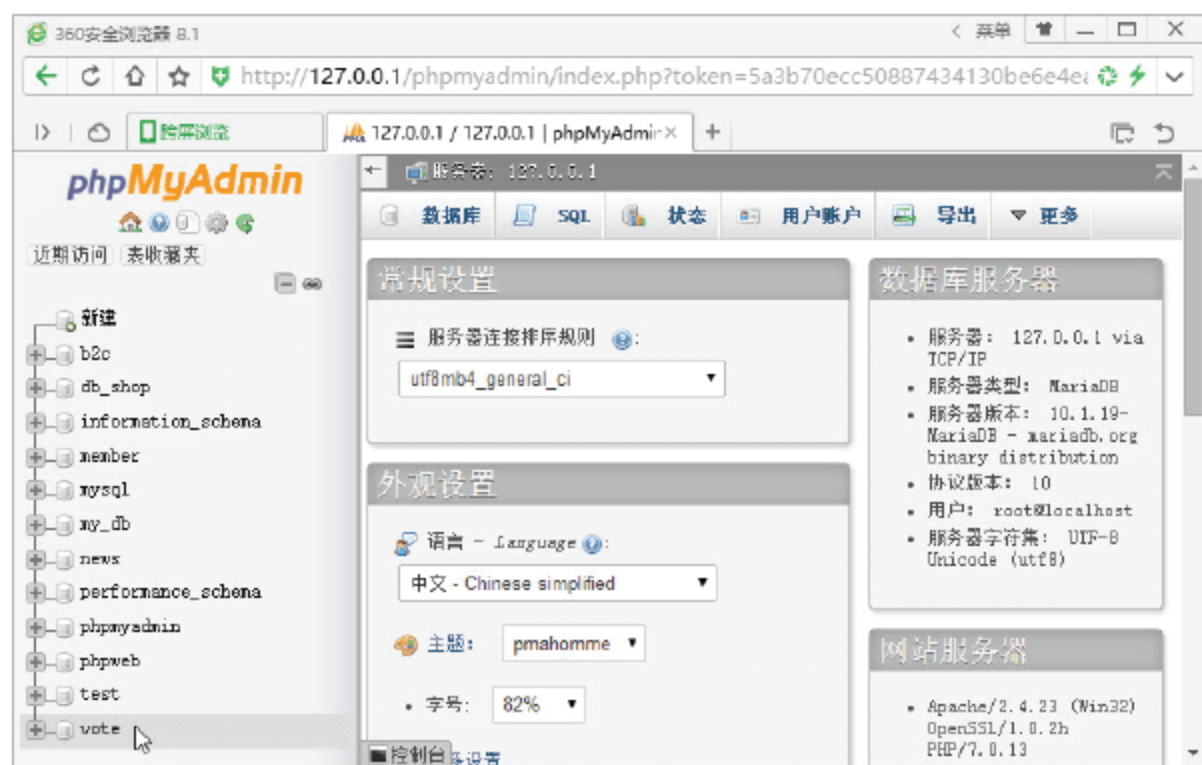 360安全浏览器 8.1
菜单
http://127.0.0.1/phpmyadmin/index.php?token=5a3b70ecc50887434130be6e4ea
跨屏浏览
127.0.0.1 / 127.0.0.1 | phpMyAdmin
phpMyAdmin
近期访问 表收藏夹
新建
b2c
db_shop
information_schema
member
mysql
my_db
news
performance_schema
phpmyadmin
phpweb
test
vote
服务器: 127.0.0.1
数据库 SQL 状态 用户账户 导出 更多
常规设置
服务器连接排序规则 :
utf8mb4_general_ci
外观设置
语言 - Language :
中文 - Chinese simplified
主题: pmahomme
字号: 82%
控制台
设置
数据库服务器
服务器: 127.0.0.1 via
TCP/IP
服务器类型: MariaDB
服务器版本: 10.1.19-
MariaDB - mariadb.org
binary distribution
协议版本: 10
用户: root@localhost
服务器字符集: UTF-8
Unicode (utf8)
网站服务器
Apache/2.4.23 (Win32)
OpenSSL/1.0.2h
PHP/7.0.13